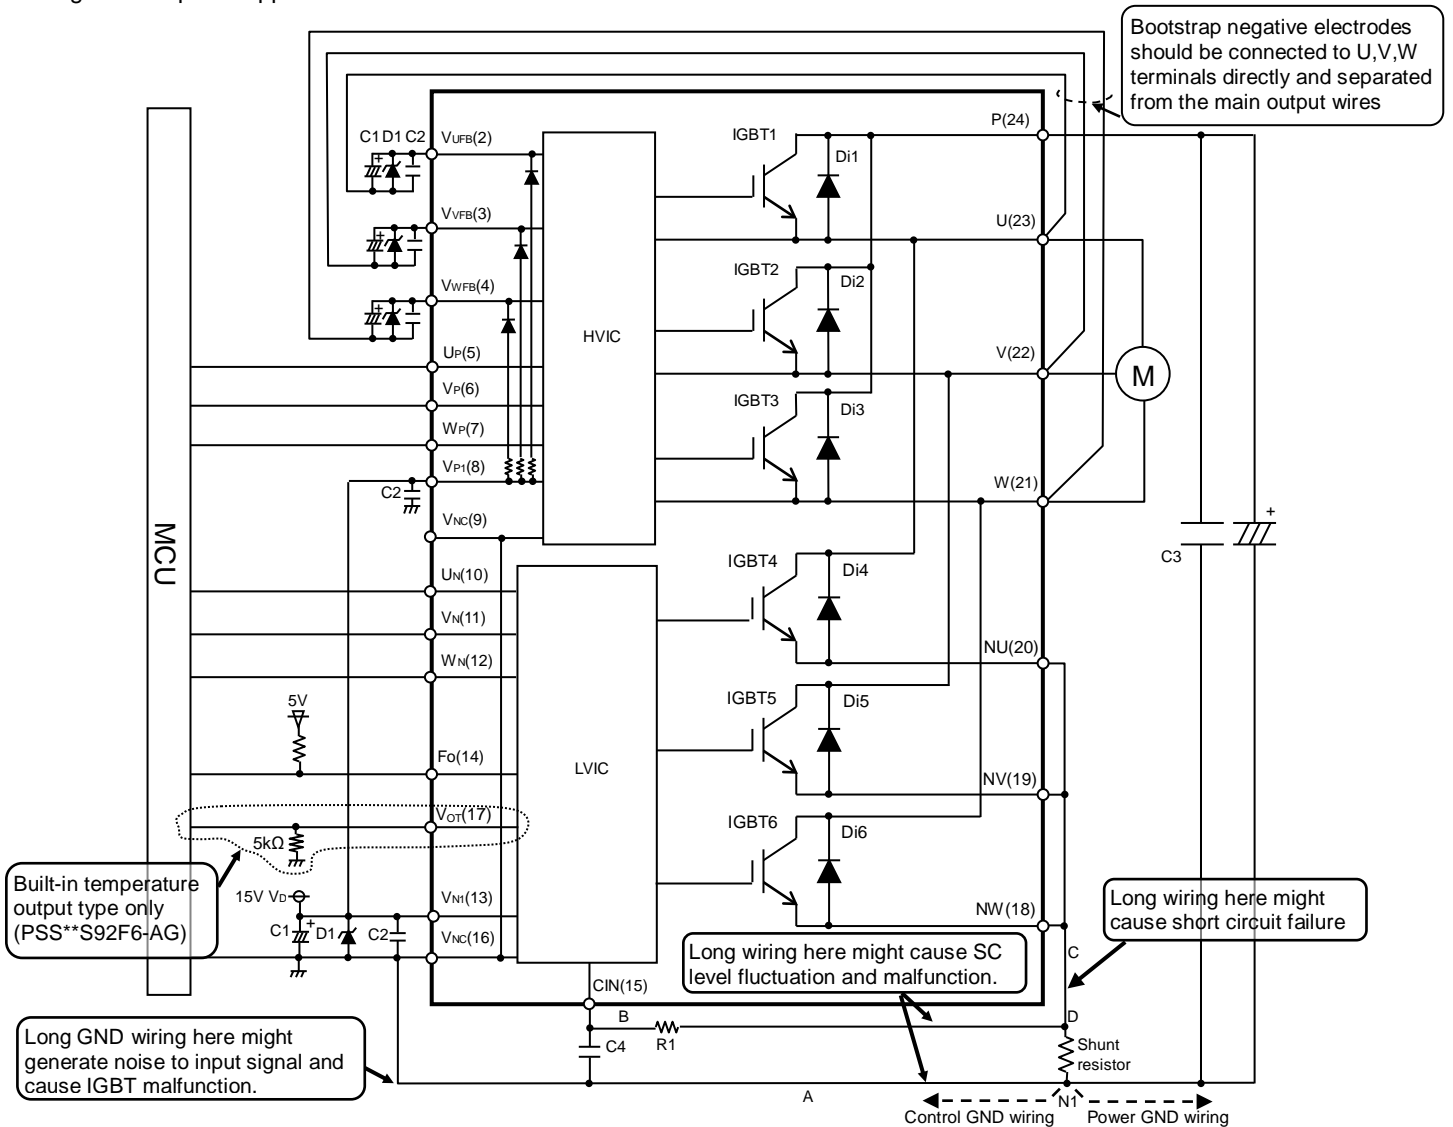 Bootstrap negative electrodes
should be connected to U,V,W
terminals directly and separated
from the main output wires
P(24)
IGBT1
Di1
C1 D1 C2
VUFB(2)
VVFB(3)
U(23)
IGBT2
Di2
VWFB(4)
HVIC
UP(5)
V(22)
M
VP(6)
IGBT3
Di3
WP(7)
VP1(8)
W(21)
C2
+
+
+
+
VNC(9)
C3
MCU
IGBT4
Di4
UN(10)
VN(11)
WN(12)
NU(20)
5V
IGBT5
Di5
Fo(14)
LVIC
NV(19)
VOT(17)
5kΩ
IGBT6
Di6
Built-in temperature
output type only
(PSS**S92F6-AG)
15V VD
VN1(13)
NW(18)
Long wiring here might
cause short circuit failure
C1
+
D1
C2
VNC(16)
Long wiring here might cause SC
level fluctuation and malfunction.
C
CIN(15)
B
D
R1
C4
Shunt
resistor
Long GND wiring here might
generate noise to input signal and
cause IGBT malfunction.
A
N1
Control GND wiring
Power GND wiring